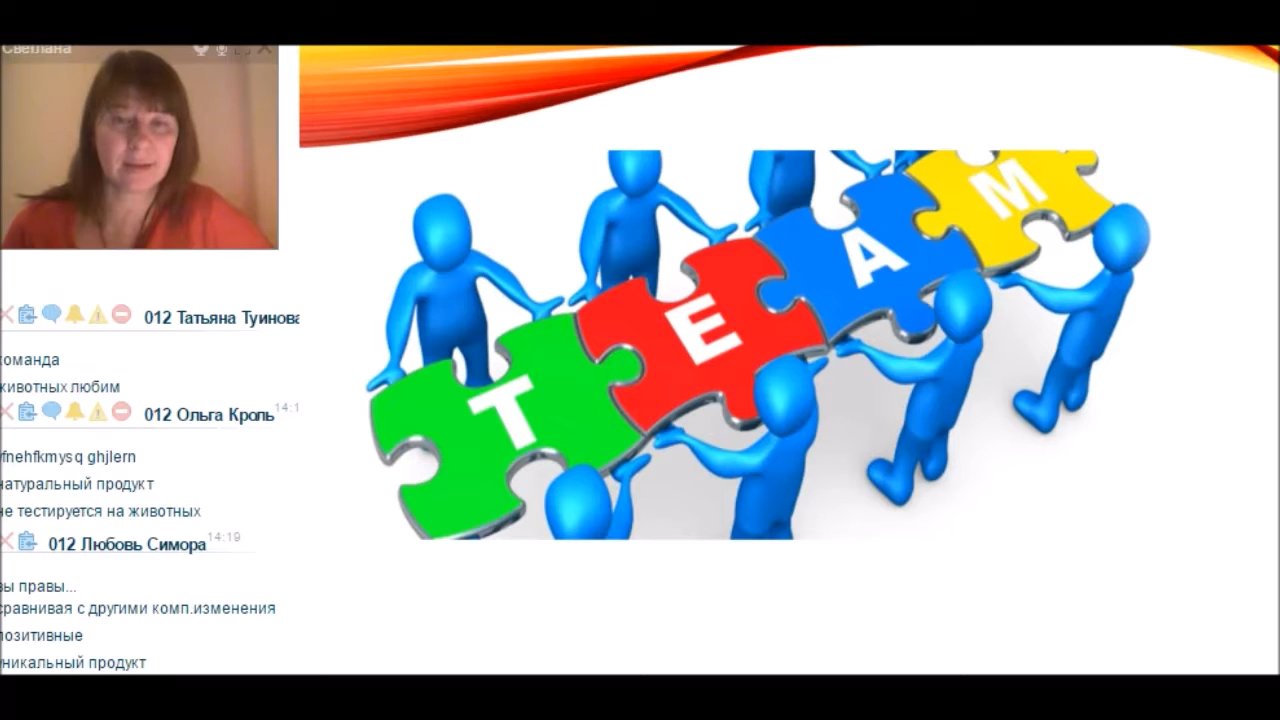 Светлана
012 Татьяна Туинова
команда
животных любим
012 Ольга Кроль 14:1
yfnehfkmysq ghjlern
натуральный продукт
не тестируется на животных
012 Любовь Симора 14:19
вы правы...
сравнивая с другими комп.изменения
позитивные
уникальный продукт
T E A M